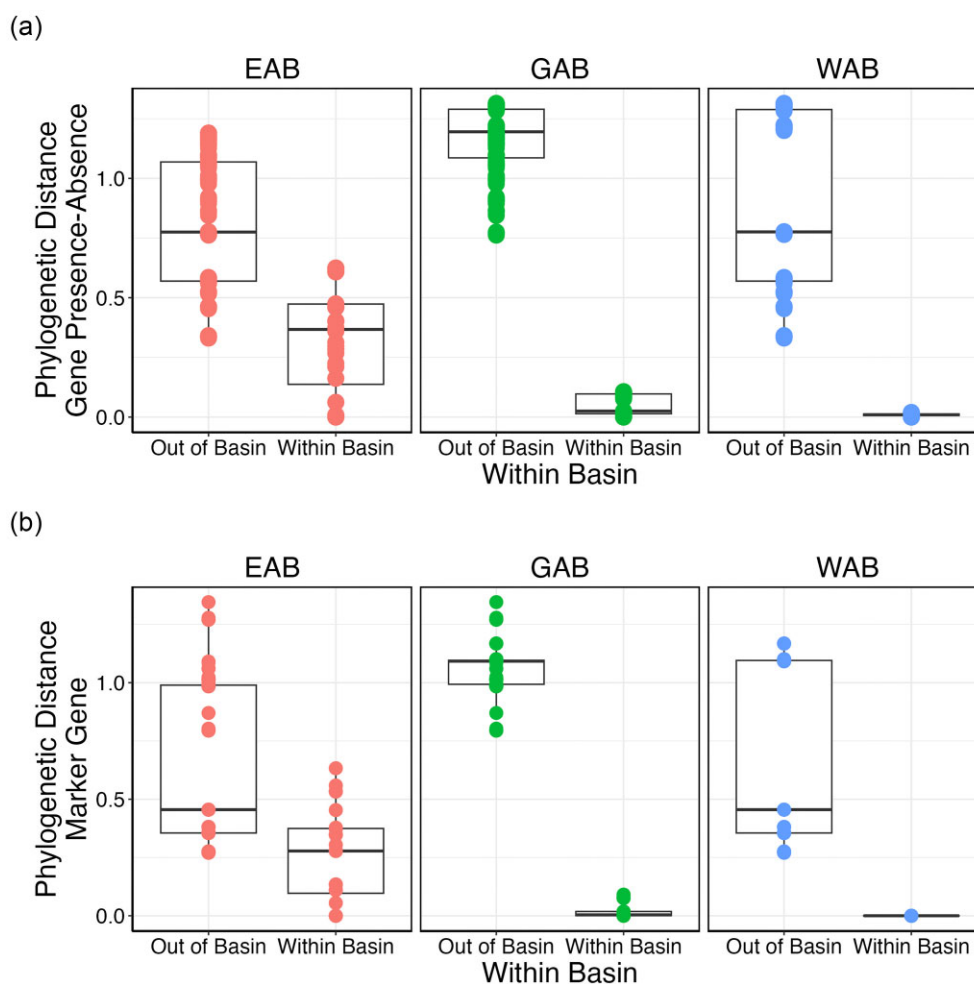 (a)
EAB GAB WAB
Phylogenetic Distance
Gene Presence-Absence
1.0
0.5
0.0
Out of Basin Within Basin Out of Basin Within Basin Out of Basin Within Basin
Within Basin
(b)
EAB GAB WAB
Phylogenetic Distance
Marker Gene
1.0
0.5
0.0
Out of Basin Within Basin Out of Basin Within Basin Out of Basin Within Basin
Within Basin